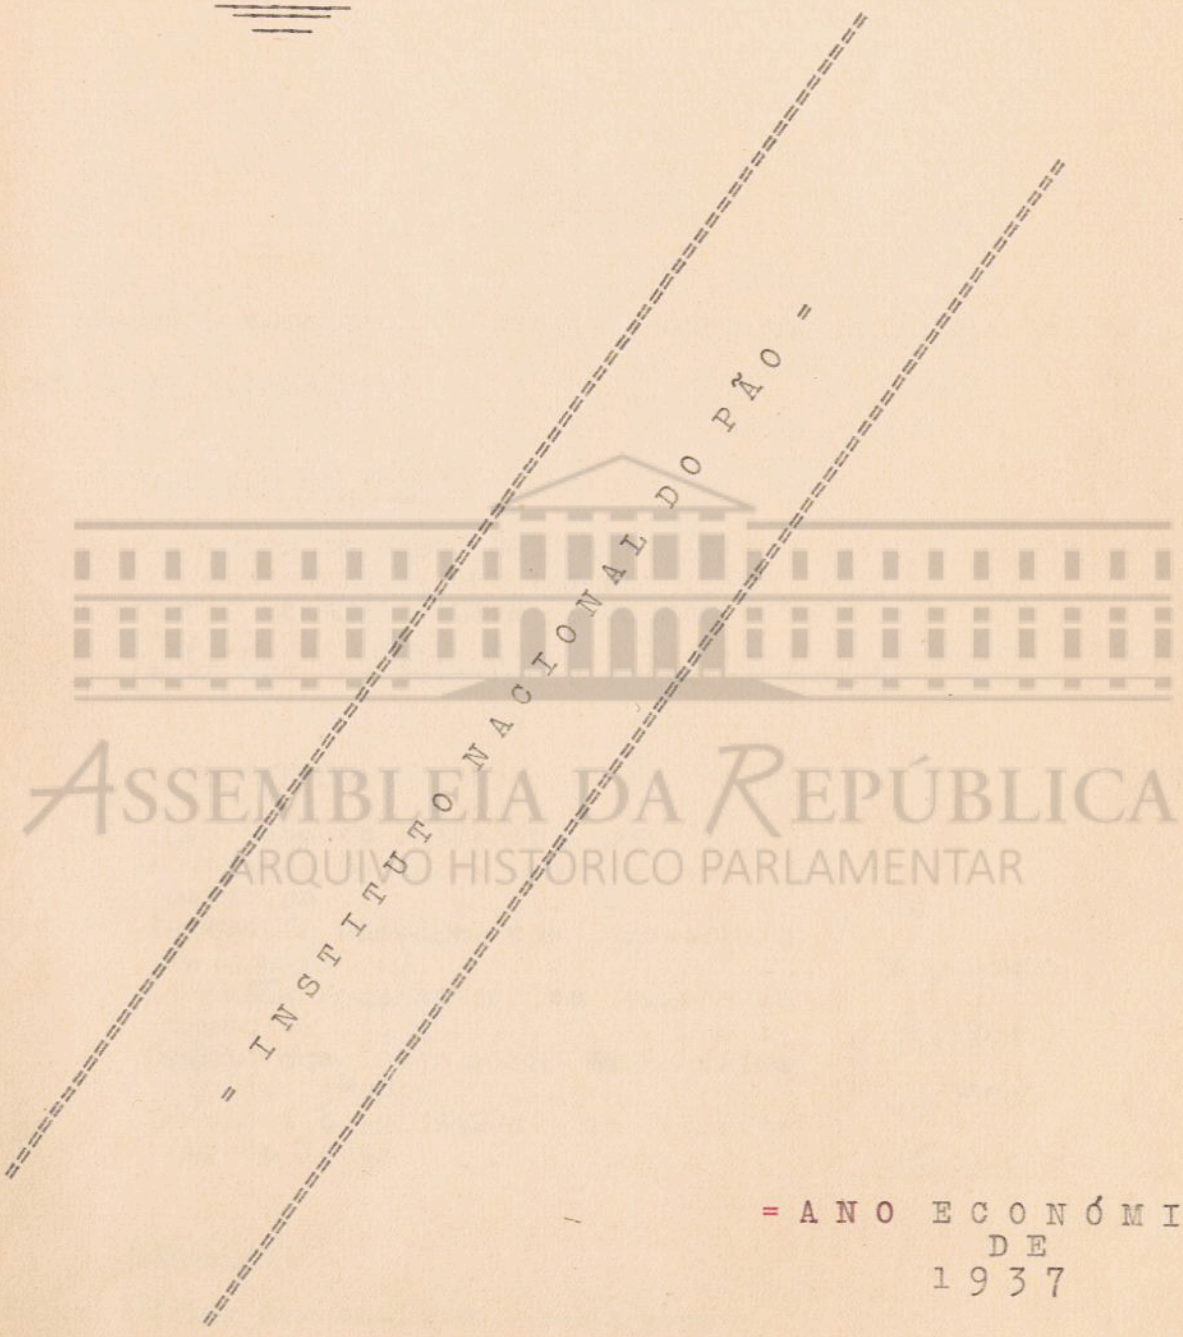 = INSTITUTO NACIONAL DO PÃO =
ASSEMBLEIA DA REPÚBLICA
ARQUIVO HISTÓRICO PARLAMENTAR
= ANO ECONÓMI
DE
1937